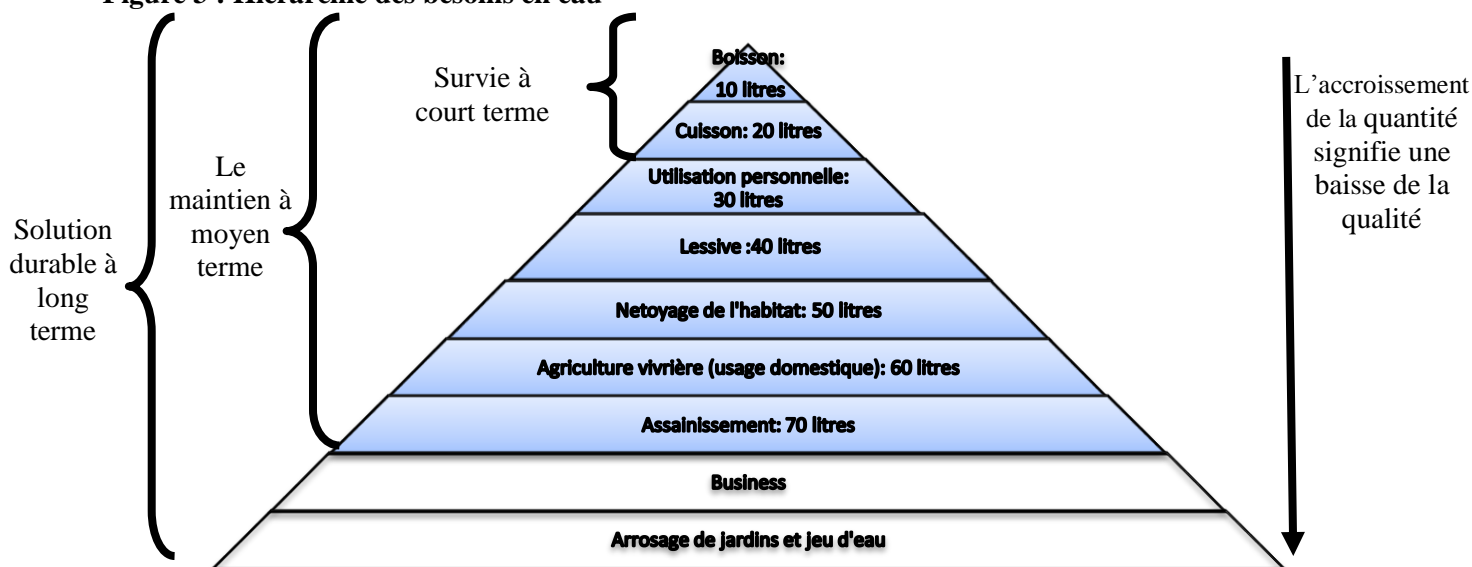 Figure 3 : Hiérarchie des besoins en eau
Survie à
court terme
Le
maintien à
moyen
terme
Solution
durable à
long
terme
Boisson:
10 litres
Cuisson: 20 litres
Utilisation personnelle:
30 litres
Lessive :40 litres
Netoyage de l'habitat: 50 litres
Agriculture vivrière (usage domestique): 60 litres
Assainissement: 70 litres
Business
Arrosage de jardins et jeu d'eau
L'accroissement
de la quantité
signifie une
baisse de la
qualité